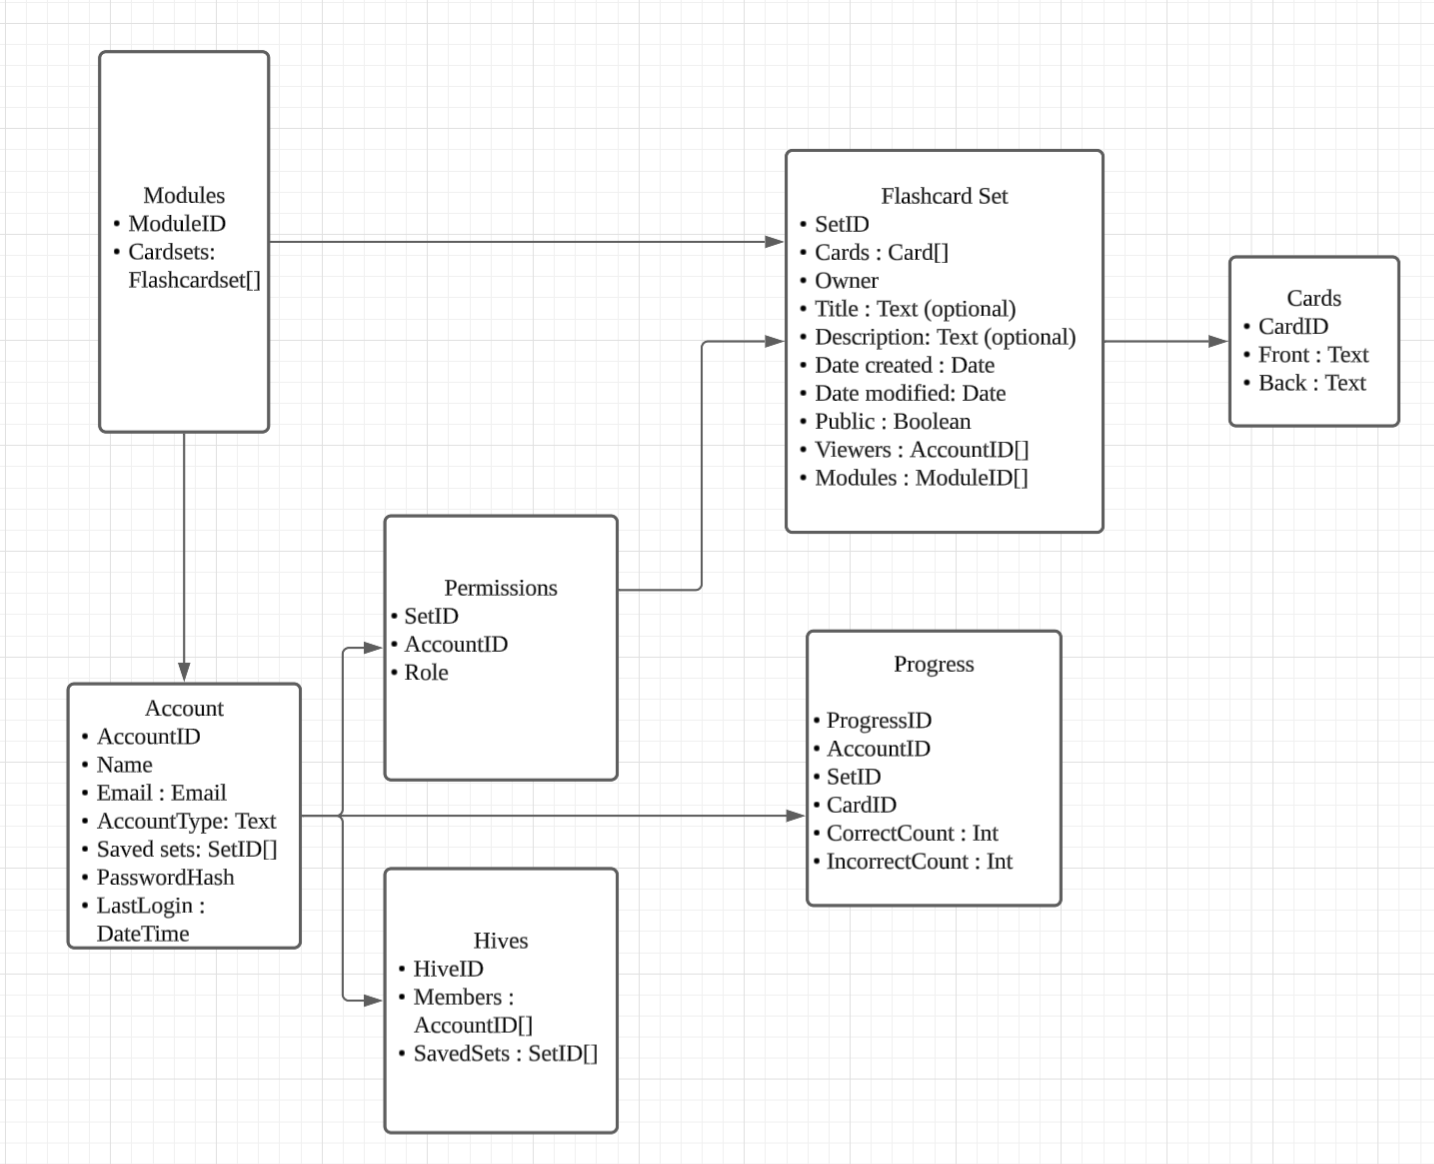 Modules
• ModuleID
• Cardsets:
Flashcardset[]
Flashcard Set
• SetID
• Cards : Card[]
• Owner
• Title : Text (optional)
• Description: Text (optional)
• Date created : Date
• Date modified: Date
• Public : Boolean
• Viewers : AccountID[]
• Modules : ModuleID[]
Cards
• CardID
• Front : Text
• Back : Text
Permissions
• SetID
• AccountID
• Role
Account
• AccountID
• Name
• Email : Email
• AccountType: Text
• Saved sets: SetID[]
• PasswordHash
• LastLogin :
DateTime
Progress
• ProgressID
• AccountID
• SetID
• CardID
• CorrectCount : Int
• IncorrectCount : Int
Hives
• HiveID
• Members :
AccountID[]
• SavedSets : SetID[]